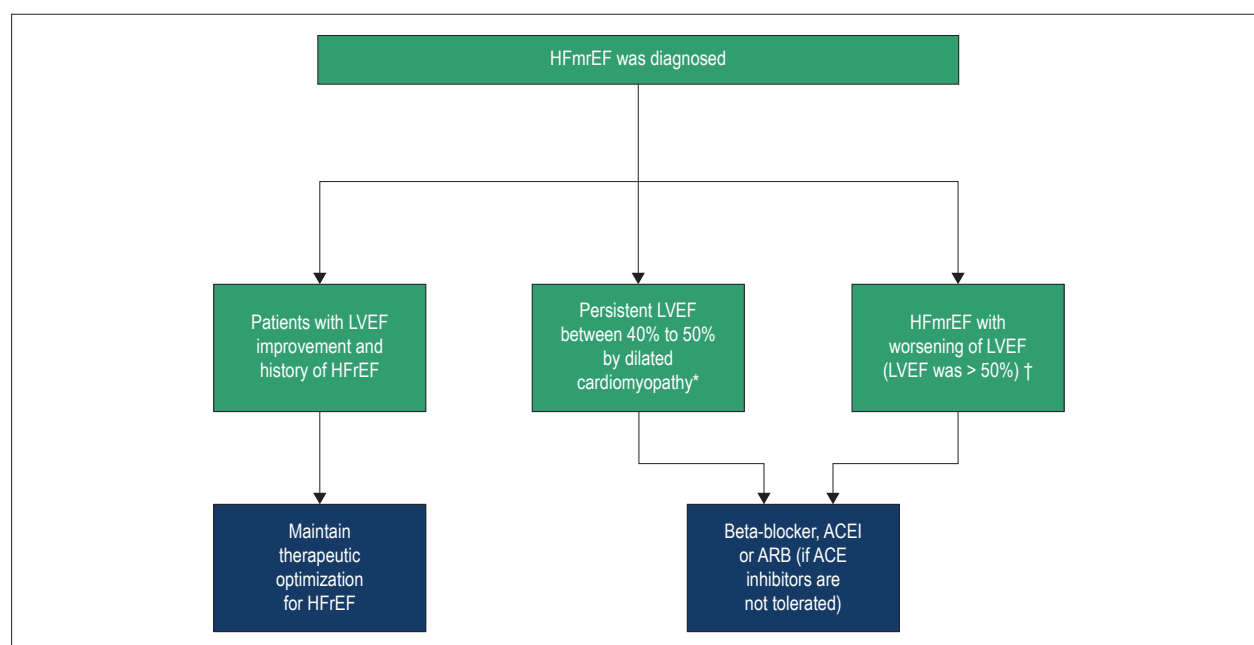 HFmrEF was diagnosed
Patients with LVEF
improvement and
history of HFrEF
Persistent LVEF
between 40% to 50%
by dilated
cardiomyopathy*
HFmrEF with
worsening of LVEF
(LVEF was > 50%) †
Maintain
therapeutic
optimization
for HFrEF
Beta-blocker, ACEI
or ARB (if ACE
inhibitors are
not tolerated)